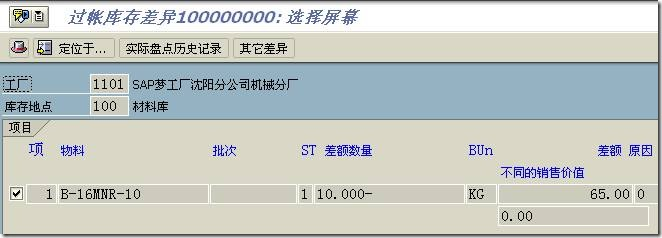 过帐库存差异100000000:选择屏幕
定位于... 实际盘点历史记录 其它差异
工厂 1101 SAP梦工厂沈阳分公司机械分厂
库存地点 100 材料库
项目
项 物料 批次 ST 差额数量 BUn 差额 原因
不同的销售价值
1 B-16MNR-10 1 10.000- KG 65.00 0
0.00